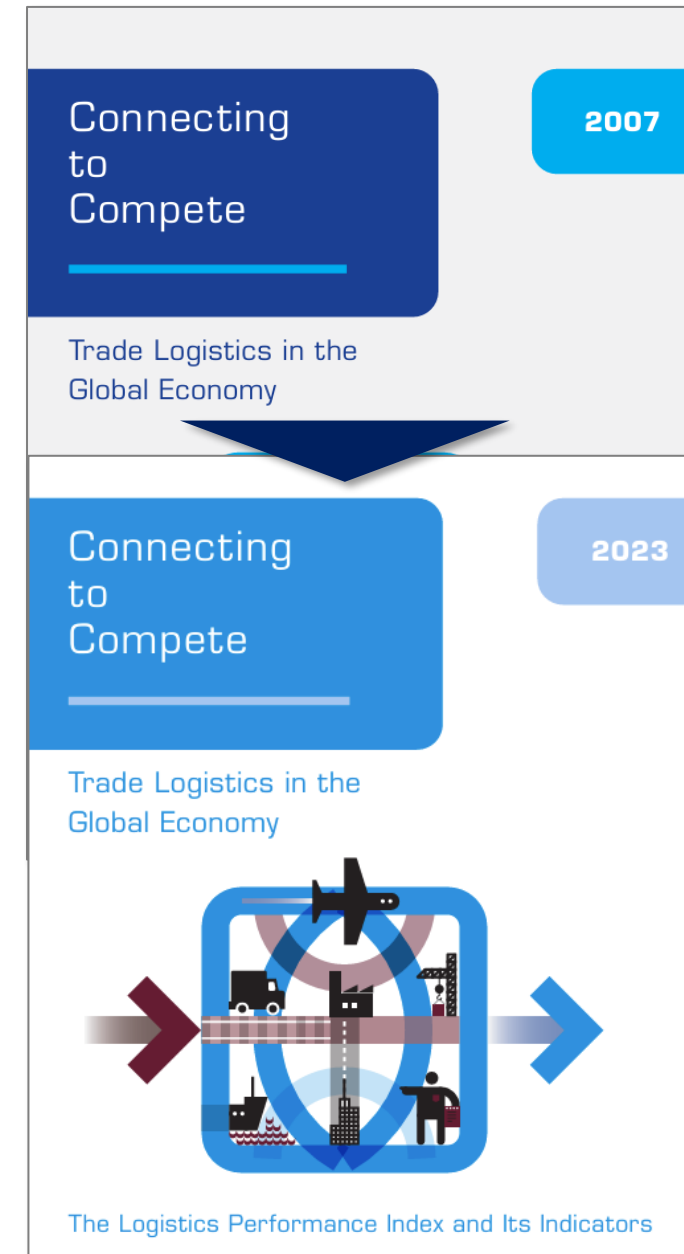 Connecting
to
Compete
2007
Trade Logistics in the
Global Economy
Connecting
to
Compete
2023
Trade Logistics in the
Global Economy
The Logistics Performance Index and Its Indicators